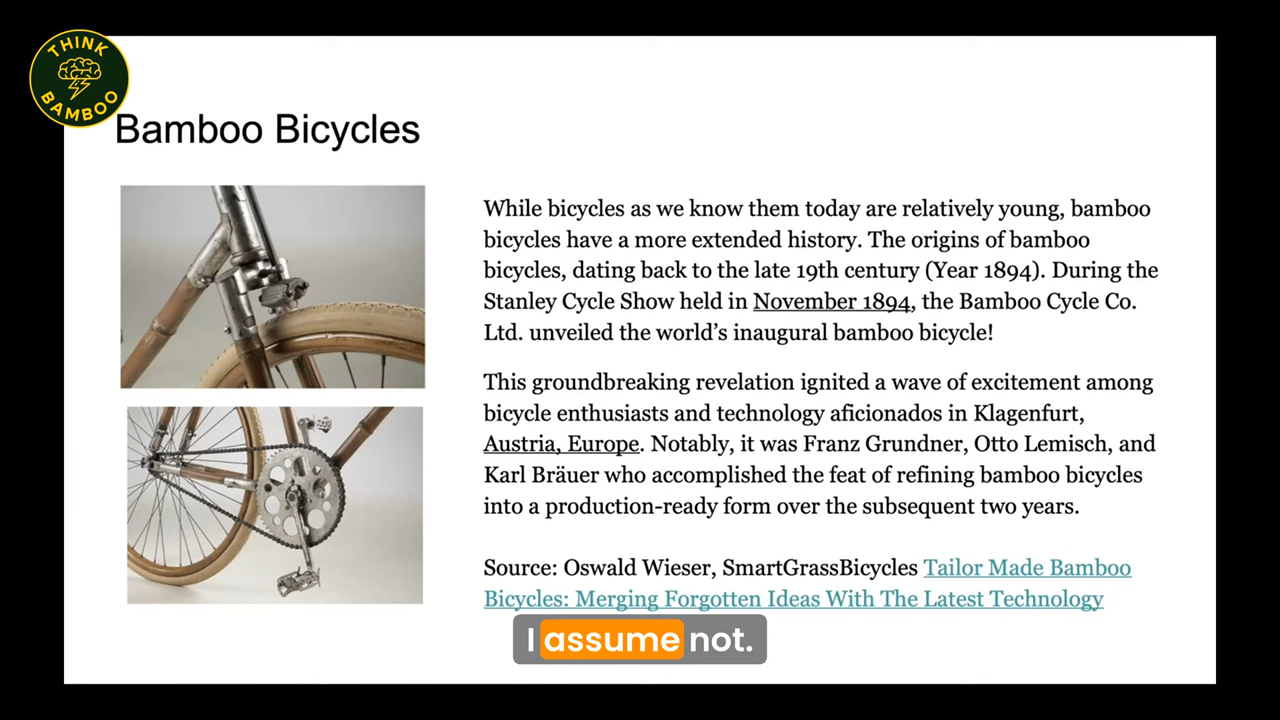 THINK
BAMBOO
Bamboo Bicycles
While bicycles as we know them today are relatively young, bamboo
bicycles have a more extended history. The origins of bamboo
bicycles, dating back to the late 19th century (Year 1894). During the
Stanley Cycle Show held in November 1894, the Bamboo Cycle Co.
Ltd. unveiled the world’s inaugural bamboo bicycle!
This groundbreaking revelation ignited a wave of excitement among
bicycle enthusiasts and technology aficionados in Klagenfurt,
Austria, Europe. Notably, it was Franz Grundner, Otto Lemisch, and
Karl Bräuer who accomplished the feat of refining bamboo bicycles
into a production-ready form over the subsequent two years.
Source: Oswald Wieser, SmartGrassBicycles Tailor Made Bamboo
Bicycles: Merging Forgotten Ideas With The Latest Technology
I assume not.